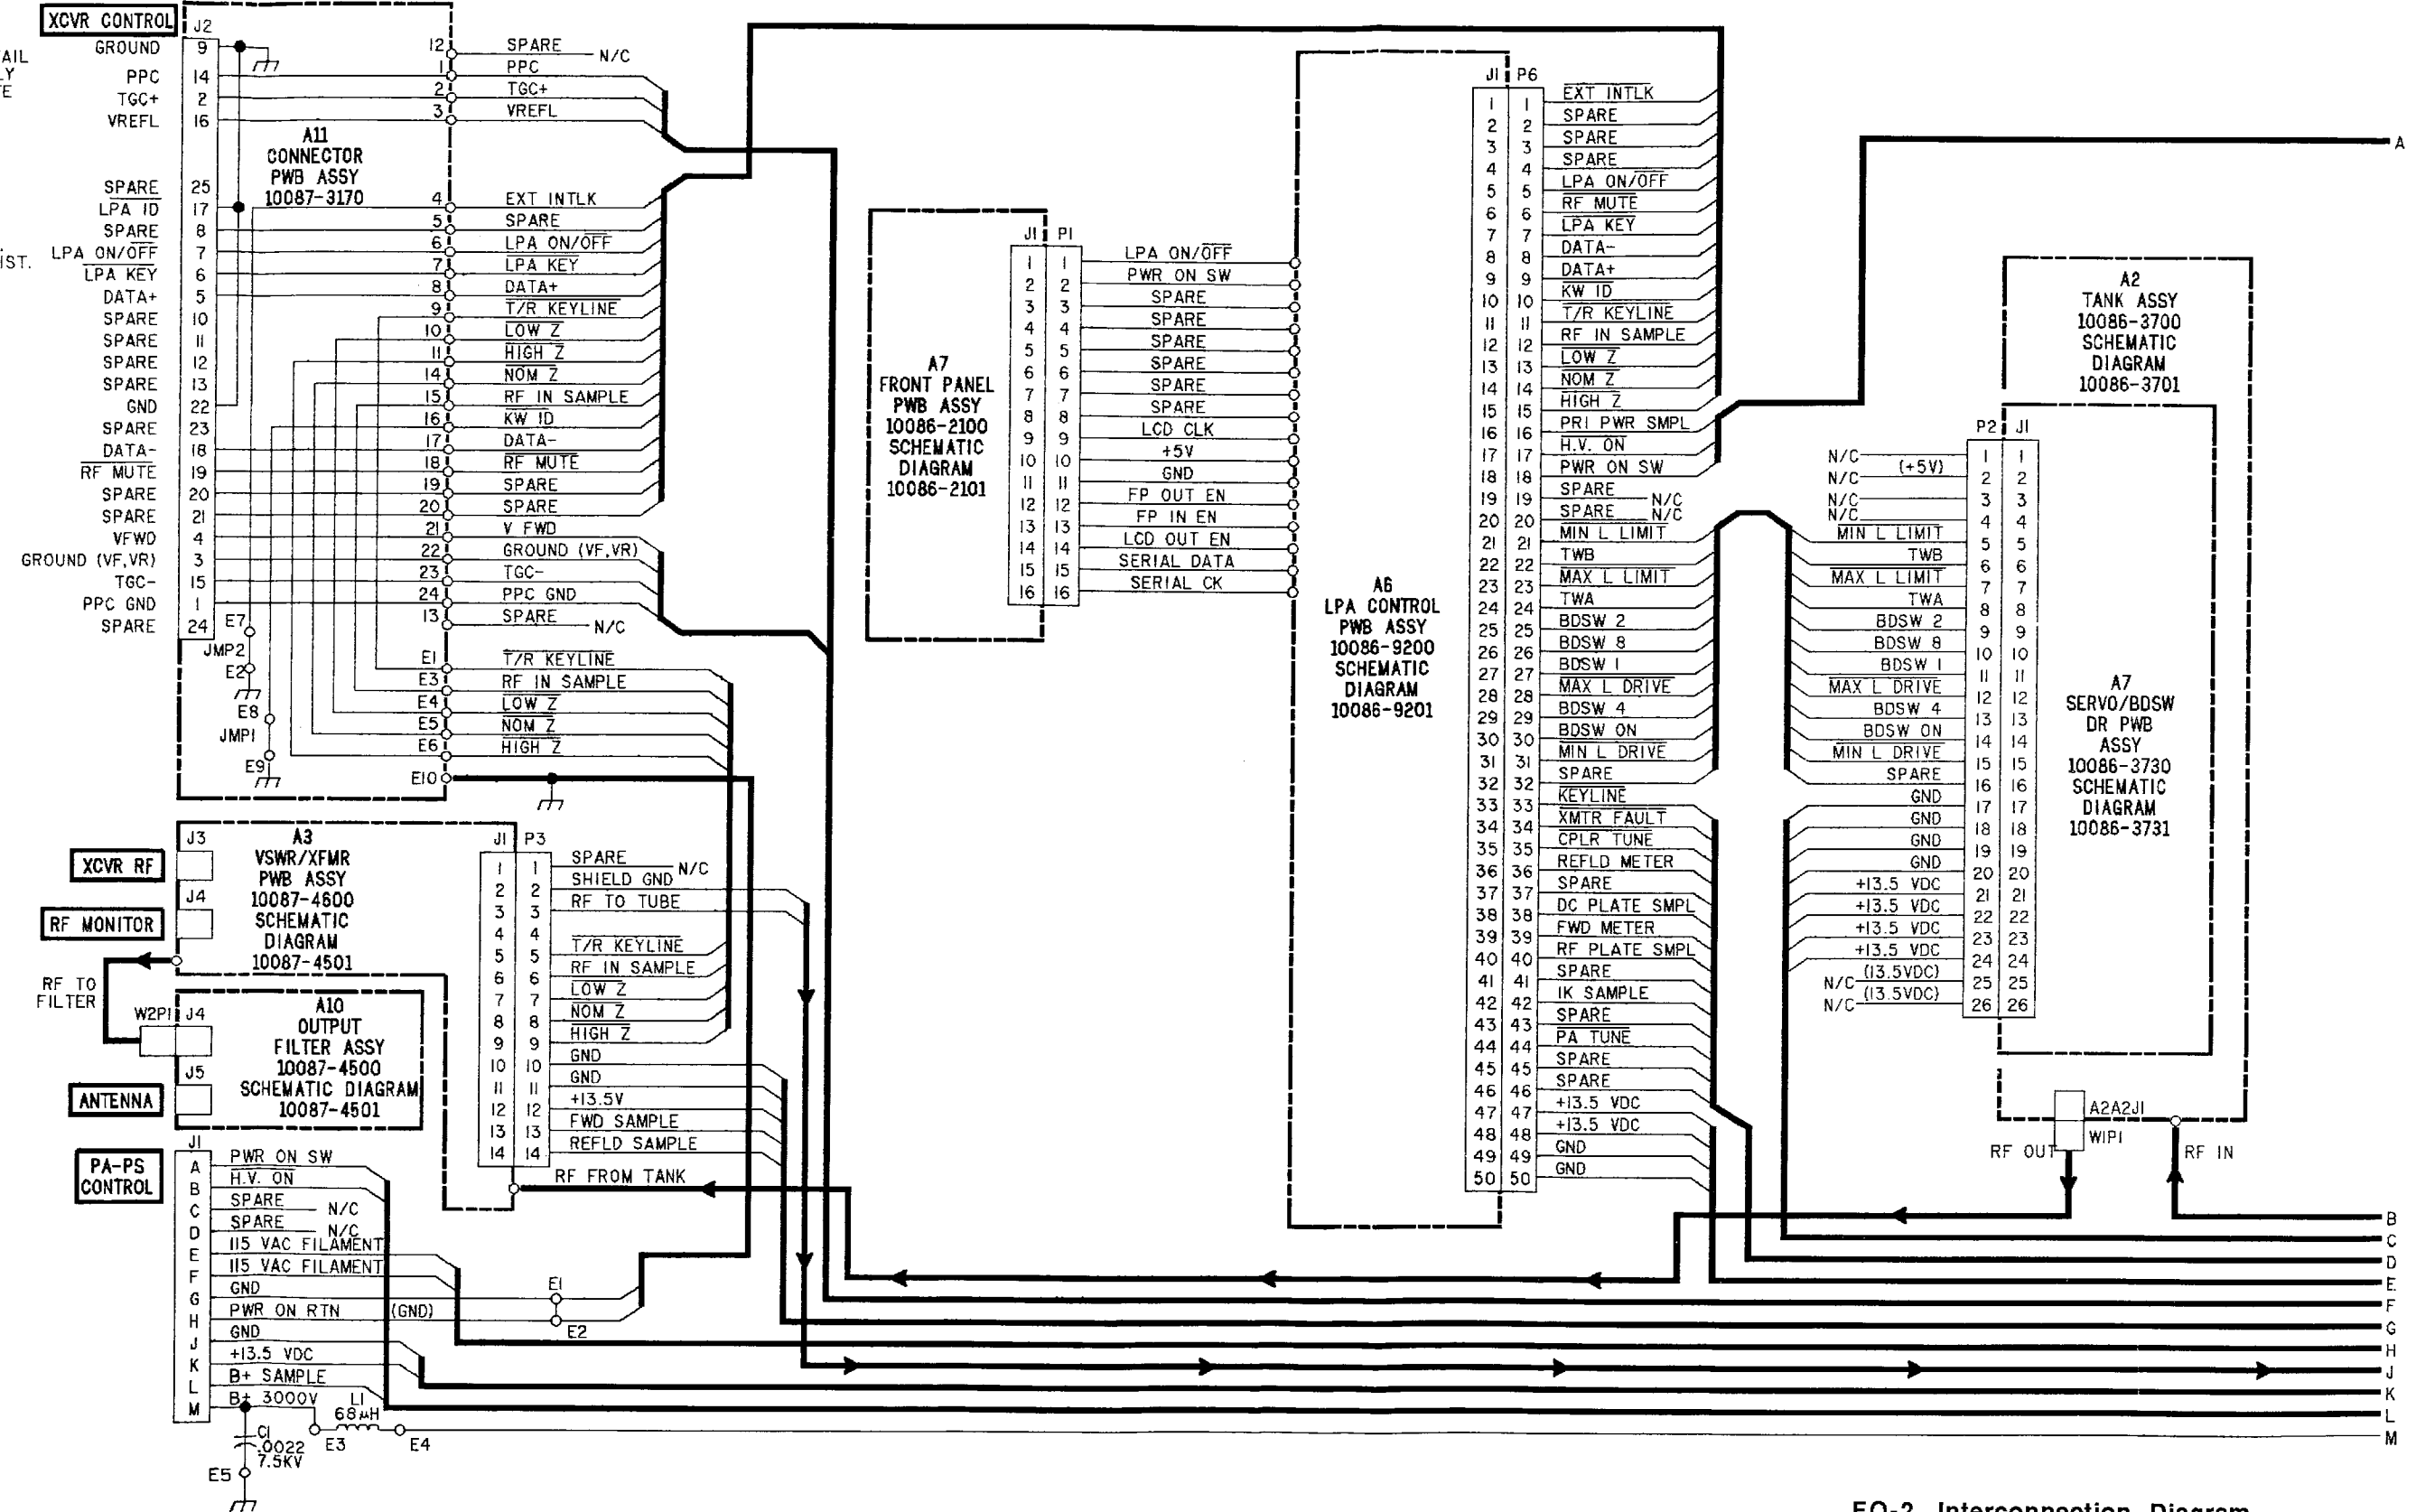 AIL
LY
TE
IST.
XCVR CONTROL
J2
GROUND 9
PPC 14
TGC+ 2
VREFL 16
SPARE 25
LPA ID 17
SPARE 8
LPA ON/OFF 7
LPA KEY 6
DATA+ 5
SPARE 10
SPARE 11
SPARE 12
SPARE 13
GND 22
SPARE 23
DATA- 18
RF MUTE 19
SPARE 20
SPARE 21
VFWD 4
GROUND (VF,VR) 3
TGC- 15
PPC GND 1
SPARE 24
A11
CONNECTOR
PWB ASSY
10087-3170
12 SPARE N/C
1 PPC
2 TGC+
3 VREFL
4 EXT INTLK
5 SPARE
6 LPA ON/OFF
7 LPA KEY
8 DATA+
9 T/R KEYLINE
10 LOW Z
11 HIGH Z
14 NOM Z
15 RF IN SAMPLE
16 KW ID
17 DATA-
18 RF MUTE
19 SPARE
20 SPARE
21 V FWD
22 GROUND (VF,VR)
23 TGC-
24 PPC GND
13 SPARE N/C
E1 T/R KEYLINE
E3 RF IN SAMPLE
E4 LOW Z
E5 NOM Z
E6 HIGH Z
E10
E7
JMP2
E2
E8
JMP1
E9
XCVR RF
J3
RF MONITOR
J4
A3
VSWR/XFMR
PWB ASSY
10087-4600
SCHEMATIC
DIAGRAM
10087-4501
J1 P3
1 1 SPARE N/C
2 2 SHIELD GND
3 3 RF TO TUBE
4 4
5 5 T/R KEYLINE
6 6 RF IN SAMPLE
7 7 LOW Z
8 8 NOM Z
9 9 HIGH Z
10 10 GND
11 11 GND
12 12 +13.5V
13 13 FWD SAMPLE
14 14 REFLD SAMPLE
RF FROM TANK
RF TO
FILTER
W2P1 J4
J5
ANTENNA
A10
OUTPUT
FILTER ASSY
10087-4500
SCHEMATIC DIAGRAM
10087-4501
PA-PS
CONTROL
J1
A PWR ON SW
B H.V. ON
C SPARE N/C
D SPARE N/C
E 115 VAC FILAMENT
F 115 VAC FILAMENT
G GND
H PWR ON RTN (GND)
J GND
K +13.5 VDC
L B+ SAMPLE
M B+ 3000V
E1
E2
L1
68µH
E3 E4
C1
.0022
7.5KV
E5
A7
FRONT PANEL
PWB ASSY
10086-2100
SCHEMATIC
DIAGRAM
10086-2101
J1 P1
1 1 LPA ON/OFF
2 2 PWR ON SW
3 3 SPARE
4 4 SPARE
5 5 SPARE
6 6 SPARE
7 7 SPARE
8 8 SPARE
9 9 LCD CLK
10 10 +5V
11 11 GND
12 12 FP OUT EN
13 13 FP IN EN
14 14 LCD OUT EN
15 15 SERIAL DATA
16 16 SERIAL CK
A6
LPA CONTROL
PWB ASSY
10086-9200
SCHEMATIC
DIAGRAM
10086-9201
J1 P6
1 1 EXT INTLK
2 2 SPARE
3 3 SPARE
4 4 SPARE
5 5 LPA ON/OFF
6 6 RF MUTE
7 7 LPA KEY
8 8 DATA-
9 9 DATA+
10 10 KW ID
11 11 T/R KEYLINE
12 12 RF IN SAMPLE
13 13 LOW Z
14 14 NOM Z
15 15 HIGH Z
16 16 PRI PWR SMPL
17 17 H.V. ON
18 18 PWR ON SW
19 19 SPARE N/C
20 20 SPARE N/C
21 21 MIN L LIMIT
22 22 TWB
23 23 MAX L LIMIT
24 24 TWA
25 25 BDSW 2
26 26 BDSW 8
27 27 BDSW 1
28 28 MAX L DRIVE
29 29 BDSW 4
30 30 BDSW ON
31 31 MIN L DRIVE
32 32 SPARE
33 33 KEYLINE
34 34 XMTR FAULT
35 35 CPLR TUNE
36 36 REFLD METER
37 37 SPARE
38 38 DC PLATE SMPL
39 39 FWD METER
40 40 RF PLATE SMPL
41 41 SPARE
42 42 IK SAMPLE
43 43 SPARE
44 44 PA TUNE
45 45 SPARE
46 46 SPARE
47 47 +13.5 VDC
48 48 +13.5 VDC
49 49 GND
50 50 GND
A2
TANK ASSY
10086-3700
SCHEMATIC
DIAGRAM
10086-3701
P2 J1
N/C 1 1
N/C (+5V) 2 2
N/C 3 3
N/C 4 4
MIN L LIMIT 5 5
TWB 6 6
MAX L LIMIT 7 7
TWA 8 8
BDSW 2 9 9
BDSW 8 10 10
BDSW 1 11 11
MAX L DRIVE 12 12
BDSW 4 13 13
BDSW ON 14 14
MIN L DRIVE 15 15
SPARE 16 16
GND 17 17
GND 18 18
GND 19 19
GND 20 20
+13.5 VDC 21 21
+13.5 VDC 22 22
+13.5 VDC 23 23
+13.5 VDC 24 24
N/C (13.5VDC) 25 25
N/C (13.5VDC) 26 26
A7
SERVO/BDSW
DR PWB
ASSY
10086-3730
SCHEMATIC
DIAGRAM
10086-3731
A2A2J1
W1P1
RF OUT
RF IN
A
B
C
D
E
F
G
H
J
K
L
M
FO-2. Interconnection Diagram